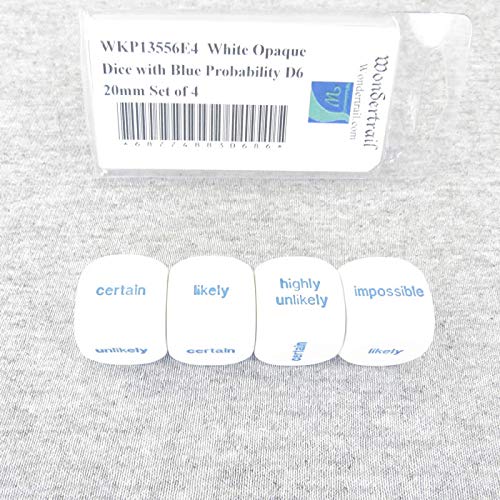 WKP13556E4 White Opaque
Dice with Blue Probability D6
20mm Set of 4
Wondertrail
Wondertrail.com
certain
likely
highly
unlikely
impossible
unlikely
certain
certain
likely